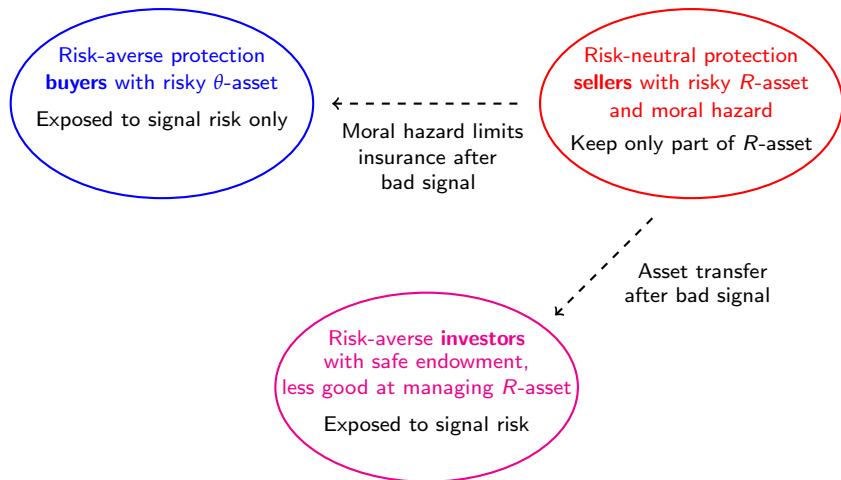 Risk-averse protection
buyers with risky θ-asset
Exposed to signal risk only
Moral hazard limits
insurance after
bad signal
Risk-neutral protection
sellers with risky R-asset
and moral hazard
Keep only part of R-asset
Asset transfer
after bad signal
Risk-averse investors
with safe endowment,
less good at managing R-asset
Exposed to signal risk